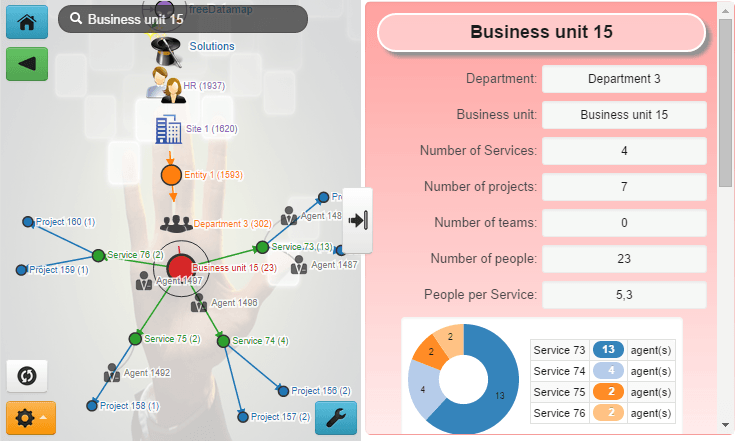 freeDatamap
Business unit 15
Solutions
HR (1937)
Site 1 (1620)
Entity 1 (1593)
Department 3 (302)
Agent 148
Project 160 (1)
Service 76 (2)
Service 73 (13)
Project 159 (1)
Business unit 15 (23)
Agent 1487
Agent 1497
Agent 1496
Service 75 (2)
Service 74 (4)
Agent 1492
Project 156 (2)
Project 158 (1)
Project 157 (2)
Business unit 15
Department: Department 3
Business unit: Business unit 15
Number of Services: 4
Number of projects: 7
Number of teams: 0
Number of people: 23
People per Service: 5,3
2
2
4
13
Service 73 13 agent(s)
Service 74 4 agent(s)
Service 75 2 agent(s)
Service 76 2 agent(s)